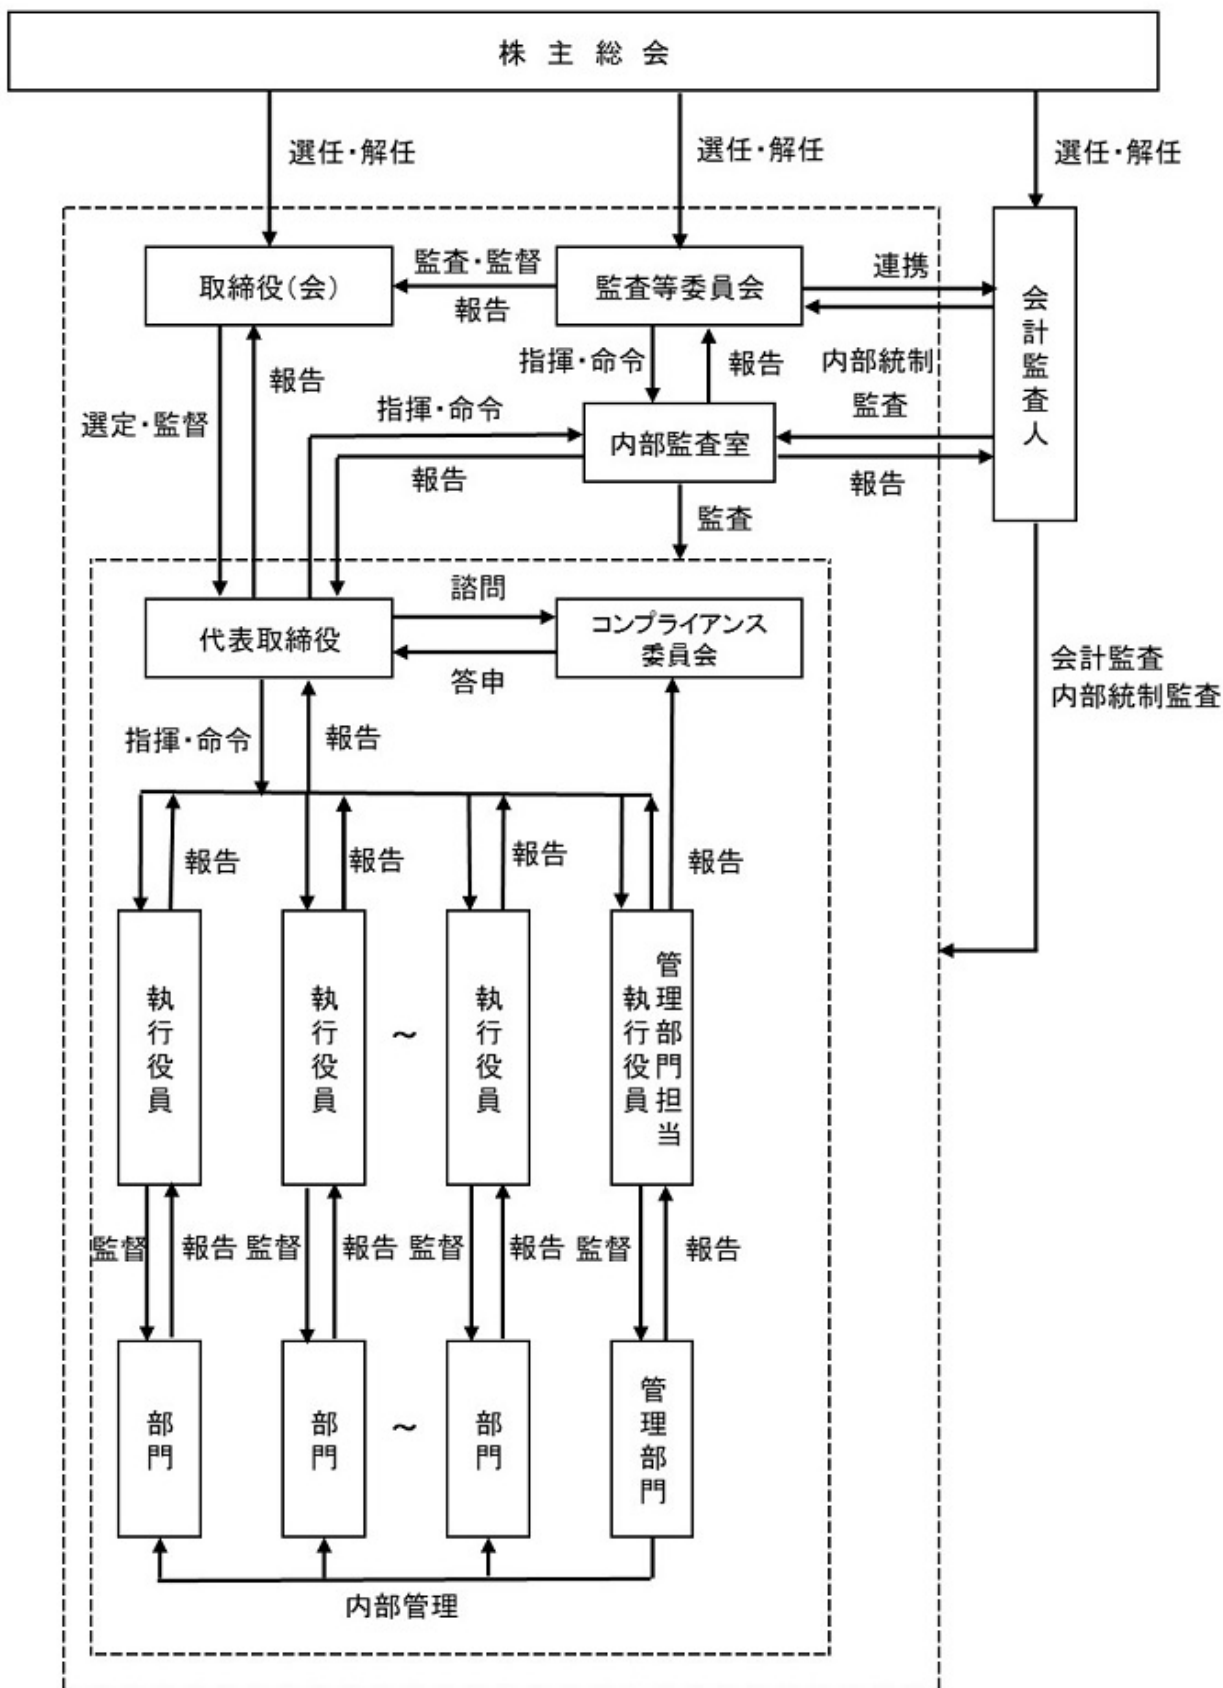 株主総会
選任・解任
選任・解任
選任・解任
取締役(会)
監査・監督
報告
監査等委員会
連携
会計監査人
報告
選定・監督
指揮・命令
報告
内部統制
監査
指揮・命令
報告
内部監査室
報告
監査
代表取締役
諮問
答申
コンプライアンス
委員会
会計監査
内部統制監査
指揮・命令
報告
報告
報告
報告
報告
執行役員
執行役員
～
執行役員
管理部門担当
執行役員
監督
報告
監督
報告
監督
報告
監督
報告
部門
部門
～
部門
管理部門
内部管理